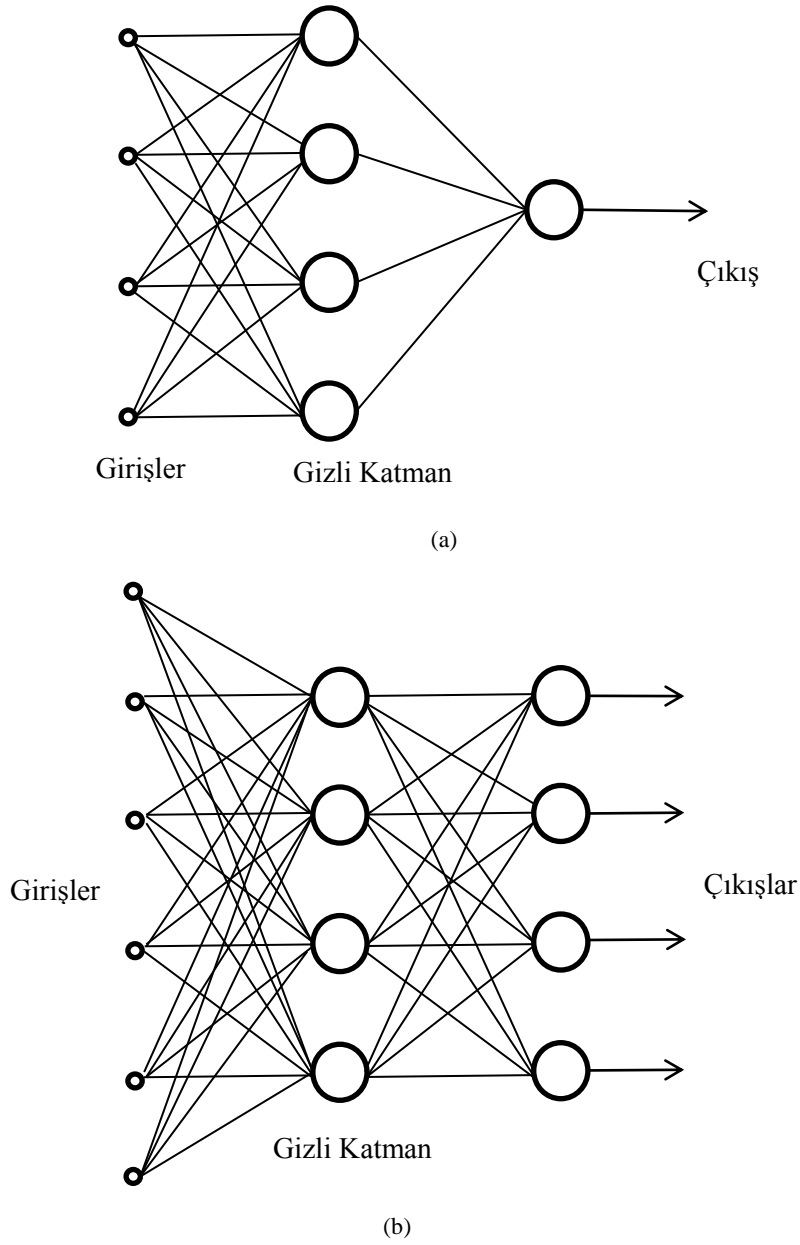 Çıkış
Girişler
Gizli Katman
(a)
Girişler
Çıkışlar
Gizli Katman
(b)